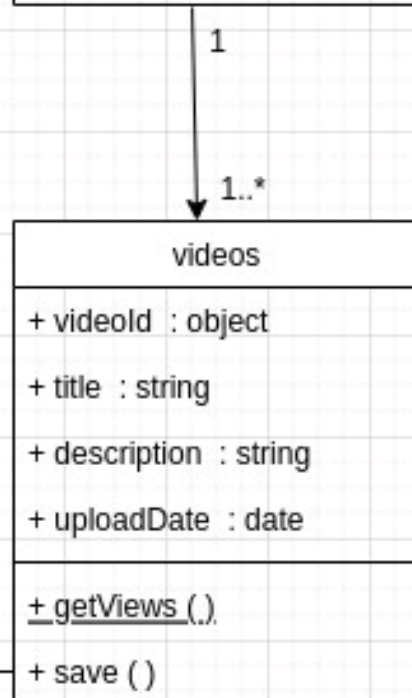 1
1..*
videos
+ videoId : object
+ title : string
+ description : string
+ uploadDate : date
+ getViews ( )
+ save ( )